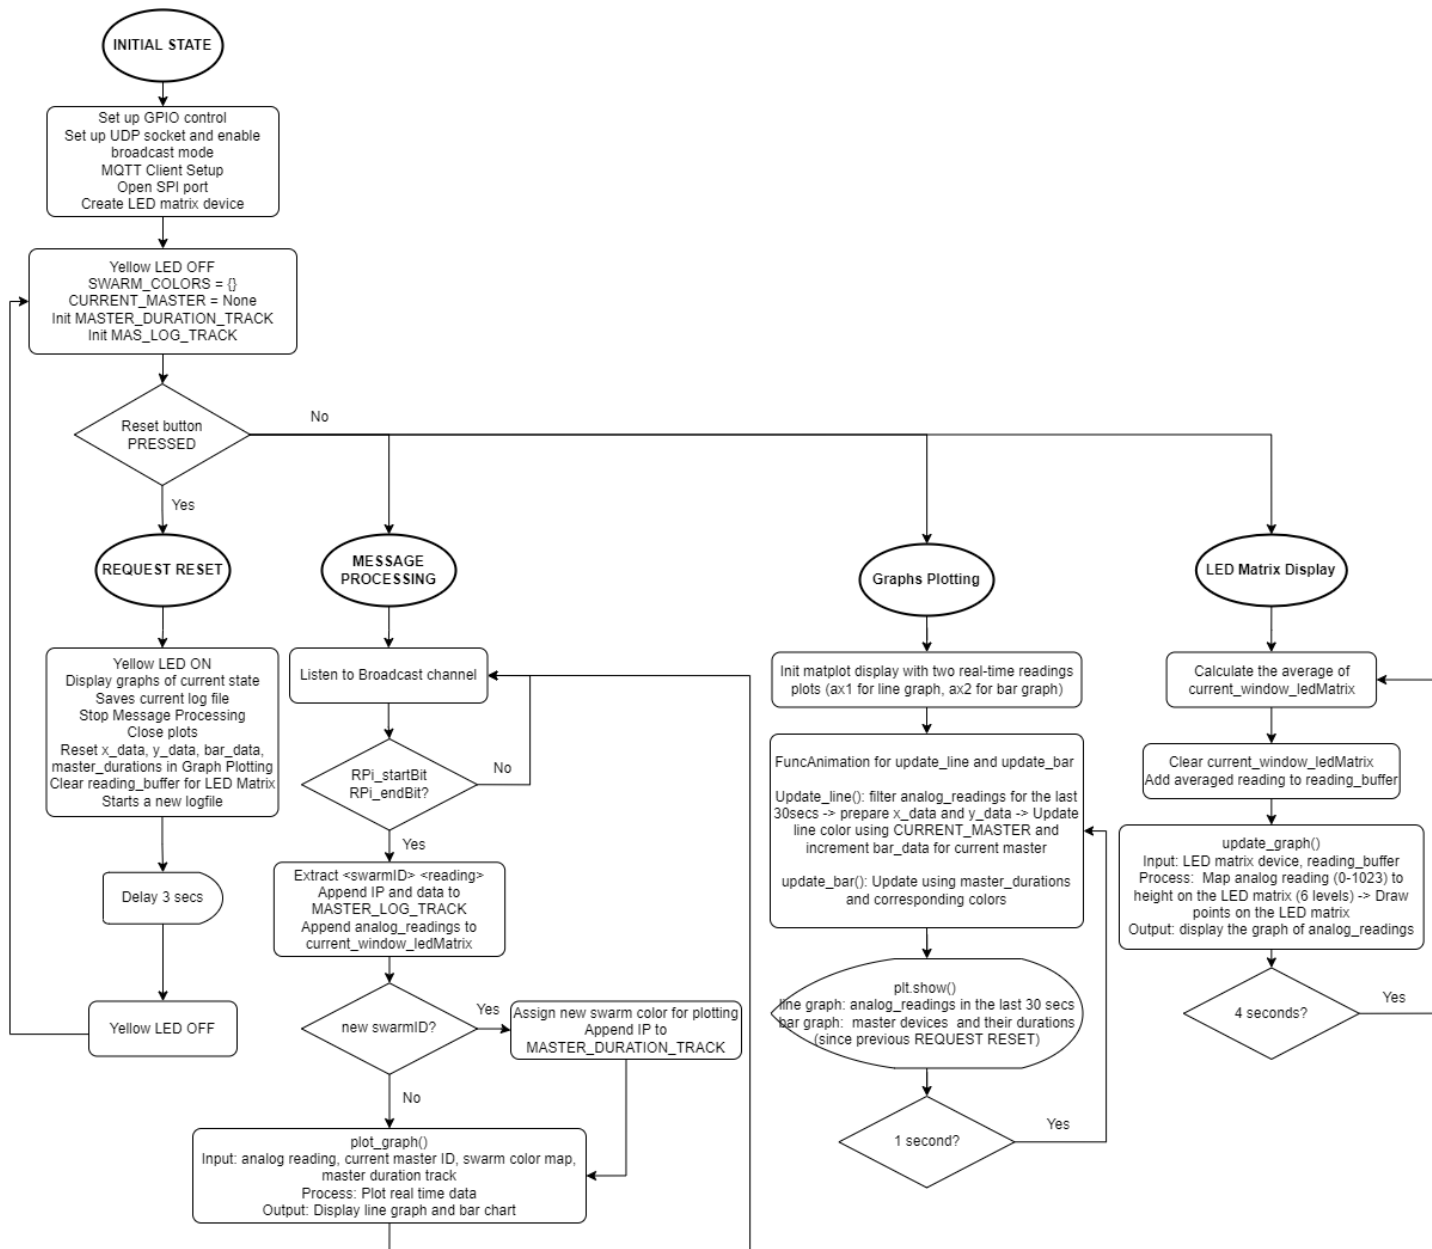 INITIAL STATE
Set up GPIO control
Set up UDP socket and enable
broadcast mode
MQTT Client Setup
Open SPI port
Create LED matrix device
Yellow LED OFF
SWARM_COLORS = {}
CURRENT_MASTER = None
Init MASTER_DURATION_TRACK
Init MAS_LOG_TRACK
Reset button
PRESSED
No
Yes
REQUEST RESET
Yellow LED ON
Display graphs of current state
Saves current log file
Stop Message Processing
Close plots
Reset x_data, y_data, bar_data,
master_durations in Graph Plotting
Clear reading_buffer for LED Matrix
Starts a new logfile
Delay 3 secs
Yellow LED OFF
MESSAGE
PROCESSING
Listen to Broadcast channel
RPi_startBit
RPi_endBit?
No
Yes
Extract <swarmID> <reading>
Append IP and data to
MASTER_LOG_TRACK
Append analog_readings to
current_window_ledMatrix
new swarmID?
Yes
Assign new swarm color for plotting
Append IP to
MASTER_DURATION_TRACK
No
plot_graph()
Input: analog reading, current master ID, swarm color map,
master duration track
Process: Plot real time data
Output: Display line graph and bar chart
Graphs Plotting
Init matplot display with two real-time readings
plots (ax1 for line graph, ax2 for bar graph)
FuncAnimation for update_line and update_bar
Update_line(): filter analog_readings for the last
30secs -> prepare x_data and y_data -> Update
line color using CURRENT_MASTER and
increment bar_data for current master
update_bar(): Update using master_durations
and corresponding colors
plt.show()
line graph: analog_readings in the last 30 secs
bar graph: master devices and their durations
(since previous REQUEST RESET)
1 second?
Yes
LED Matrix Display
Calculate the average of
current_window_ledMatrix
Clear current_window_ledMatrix
Add averaged reading to reading_buffer
update_graph()
Input: LED matrix device, reading_buffer
Process: Map analog reading (0-1023) to
height on the LED matrix (6 levels) -> Draw
points on the LED matrix
Output: display the graph of analog_readings
4 seconds?
Yes